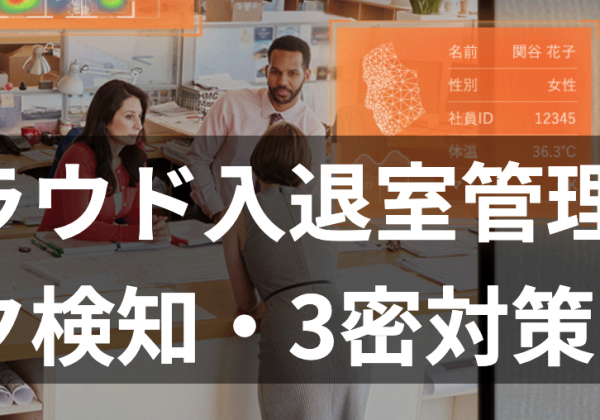 名前 関谷 花子
性別 女性
社員ID 12345
体温 36.3°C
ラウド入退室管理
ク検知・3密対策